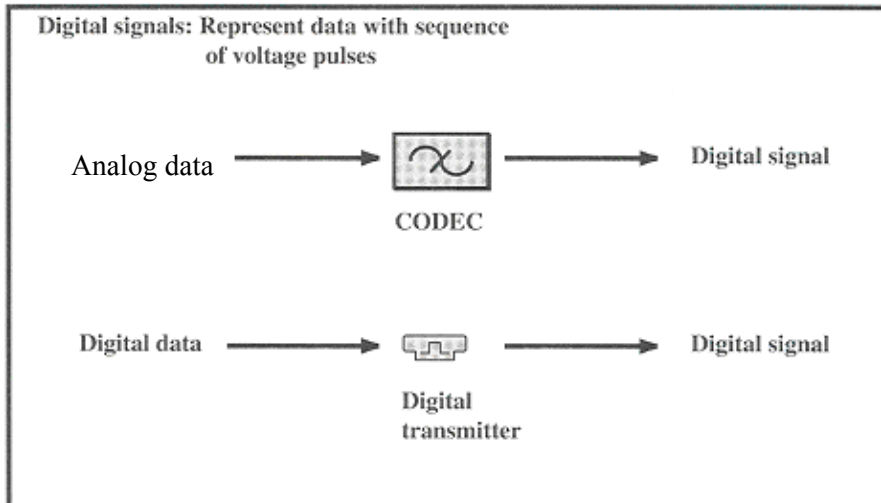 Digital signals: Represent data with sequence
of voltage pulses
Analog data
Digital signal
CODEC
Digital data
Digital signal
Digital
transmitter